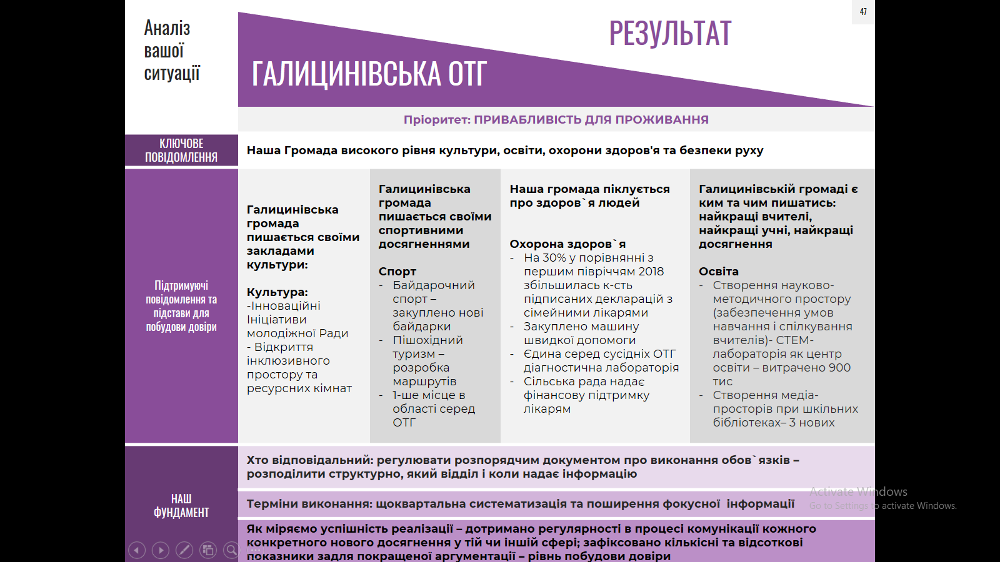 47
Аналіз
вашої
ситуації
РЕЗУЛЬТАТ
ГАЛИЦИНІВСЬКА ОТГ
Пріоритет: ПРИВАБЛИВІСТЬ ДЛЯ ПРОЖИВАННЯ
КЛЮЧОВЕ
ПОВІДОМЛЕННЯ
Наша Громада високого рівня культури, освіти, охорони здоров'я та безпеки руху
Підтримуючі
повідомлення та
підстави для
побудови довіри
Галицинівська
громада
пишається своїми
закладами
культури:
Культура:
-Інноваційні
Ініціативи
молодіжної Ради
- Відкриття
інклюзивного
простору та
ресурсних кімнат
Галицинівська
громада
пишається своїми
спортивними
досягненнями
Спорт
- Байдарочний
спорт –
закуплено нові
байдарки
- Пішохідний
туризм –
розробка
маршрутів
- 1-ше місце в
області серед
ОТГ
Наша громада піклується
про здоров`я людей
Охорона здоров`я
- На 30% у порівнянні з
першим півріччям 2018
збільшилась к-сть
підписаних декларацій з
сімейними лікарями
- Закуплено машину
швидкої допомоги
- Єдина серед сусідніх ОТГ
діагностична лабораторія
- Сільська рада надає
фінансову підтримку
лікарям
Галицинівській громаді є
ким та чим пишатись:
найкращі вчителі,
найкращі учні, найкращі
досягнення
Освіта
- Створення науково-
методичного простору
(забезпечення умов
навчання і спілкування
вчителів)- СТЕМ-
лабораторія як центр
освіти – витрачено 900
тис
- Створення медіа-
просторів при шкільних
бібліотеках– 3 нових
НАШ
ФУНДАМЕНТ
Хто відповідальний: регулювати розпорядчим документом про виконання обов`язків –
розподілити структурно, який відділ і коли надає інформацію
Терміни виконання: щоквартальна систематизація та поширення фокусної  інформації
Як міряємо успішність реалізації – дотримано регулярності в процесі комунікації кожного
конкретного нового досягнення у тій чи іншій сфері; зафіксовано кількісні та відсоткові
показники задля покращеної аргументації – рівнь побудови довіри
Activate Windows
Go to Settings to activate Windows.